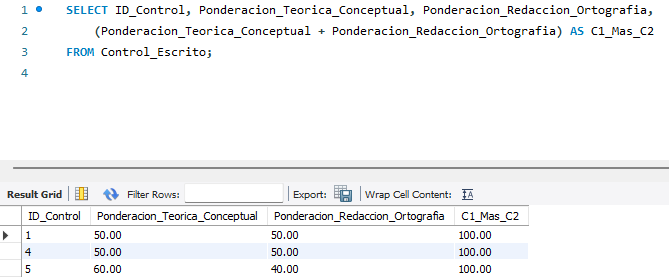 1 SELECT ID_Control, Ponderacion_Teorica_Conceptual, Ponderacion_Redaccion_Ortografia,
2 (Ponderacion_Teorica_Conceptual + Ponderacion_Redaccion_Ortografia) AS C1_Mas_C2
3 FROM Control_Escrito;
4
Result Grid Filter Rows: Export: Wrap Cell Content: IA
ID_Control Ponderacion_Teorica_Conceptual Ponderacion_Redaccion_Ortografia C1_Mas_C2
1 50.00 50.00 100.00
4 50.00 50.00 100.00
5 60.00 40.00 100.00